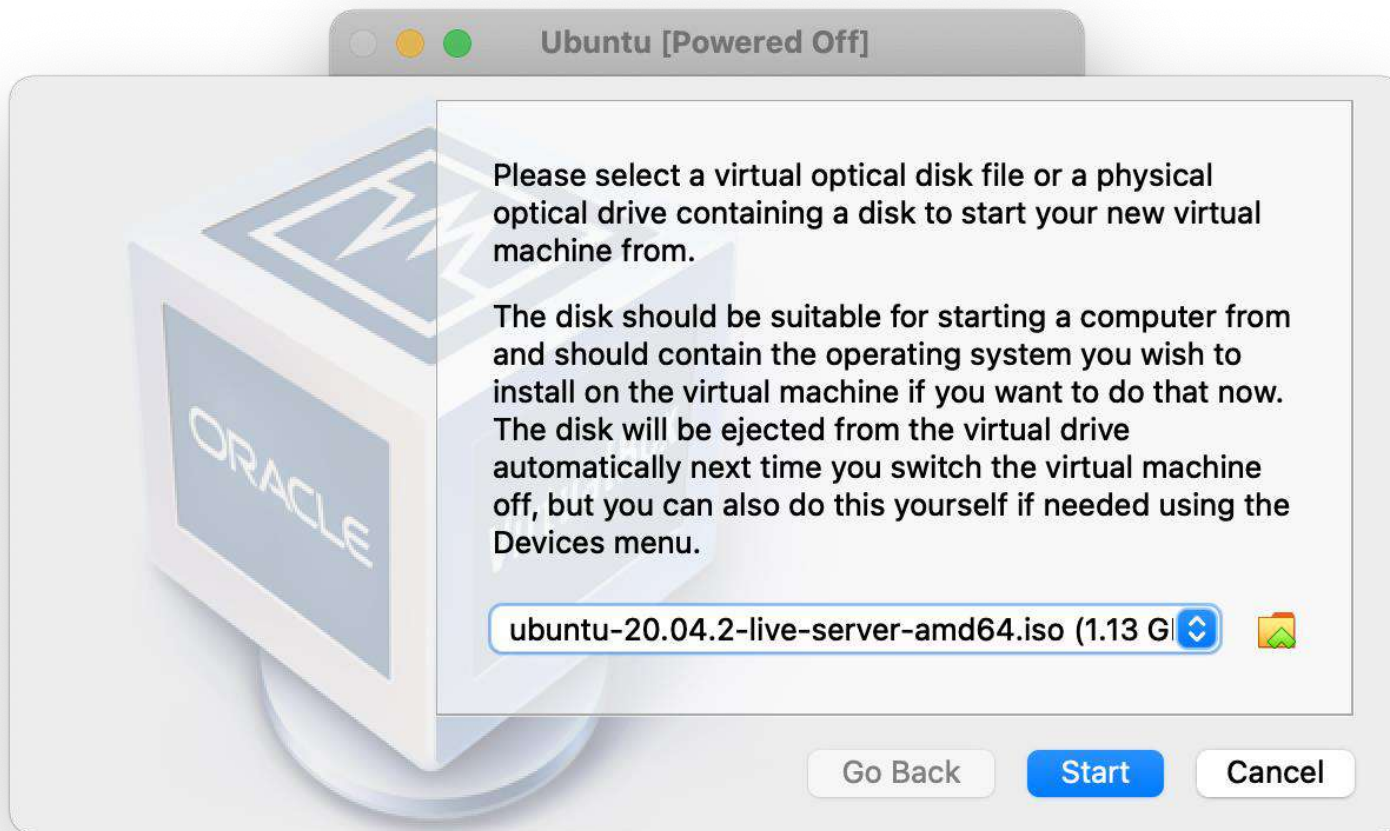 Ubuntu [Powered Off]
Please select a virtual optical disk file or a physical
optical drive containing a disk to start your new virtual
machine from.
The disk should be suitable for starting a computer from
and should contain the operating system you wish to
install on the virtual machine if you want to do that now.
The disk will be ejected from the virtual drive
automatically next time you switch the virtual machine
off, but you can also do this yourself if needed using the
Devices menu.
ORACLE
ubuntu-20.04.2-live-server-amd64.iso (1.13 G
Go Back Start Cancel